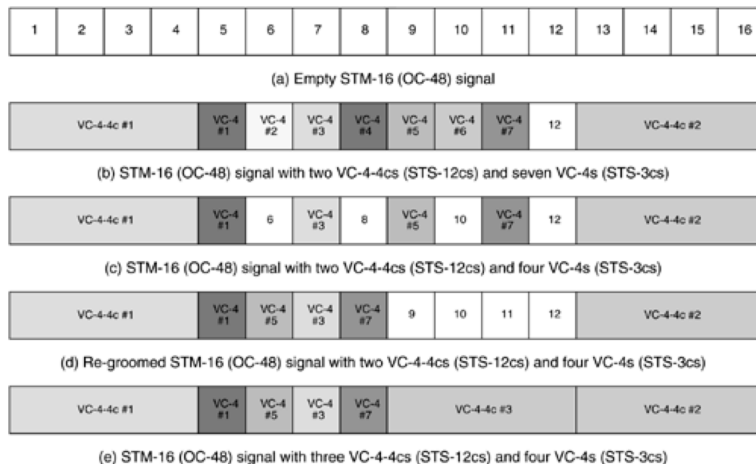 1 2 3 4 5 6 7 8 9 10 11 12 13 14 15 16
(a) Empty STM-16 (OC-48) signal
VC-4-4c #1 VC-4 #1 VC-4 #2 VC-4 #3 VC-4 #4 VC-4 #5 VC-4 #6 VC-4 #7 12 VC-4-4c #2
(b) STM-16 (OC-48) signal with two VC-4-4cs (STS-12cs) and seven VC-4s (STS-3cs)
VC-4-4c #1 VC-4 #1 6 VC-4 #3 8 VC-4 #5 10 VC-4 #7 12 VC-4-4c #2
(c) STM-16 (OC-48) signal with two VC-4-4cs (STS-12cs) and four VC-4s (STS-3cs)
VC-4-4c #1 VC-4 #1 VC-4 #5 VC-4 #3 VC-4 #7 9 10 11 12 VC-4-4c #2
(d) Re-groomed STM-16 (OC-48) signal with two VC-4-4cs (STS-12cs) and four VC-4s (STS-3cs)
VC-4-4c #1 VC-4 #1 VC-4 #5 VC-4 #3 VC-4 #7 VC-4-4c #3 VC-4-4c #2
(e) STM-16 (OC-48) signal with three VC-4-4cs (STS-12cs) and four VC-4s (STS-3cs)